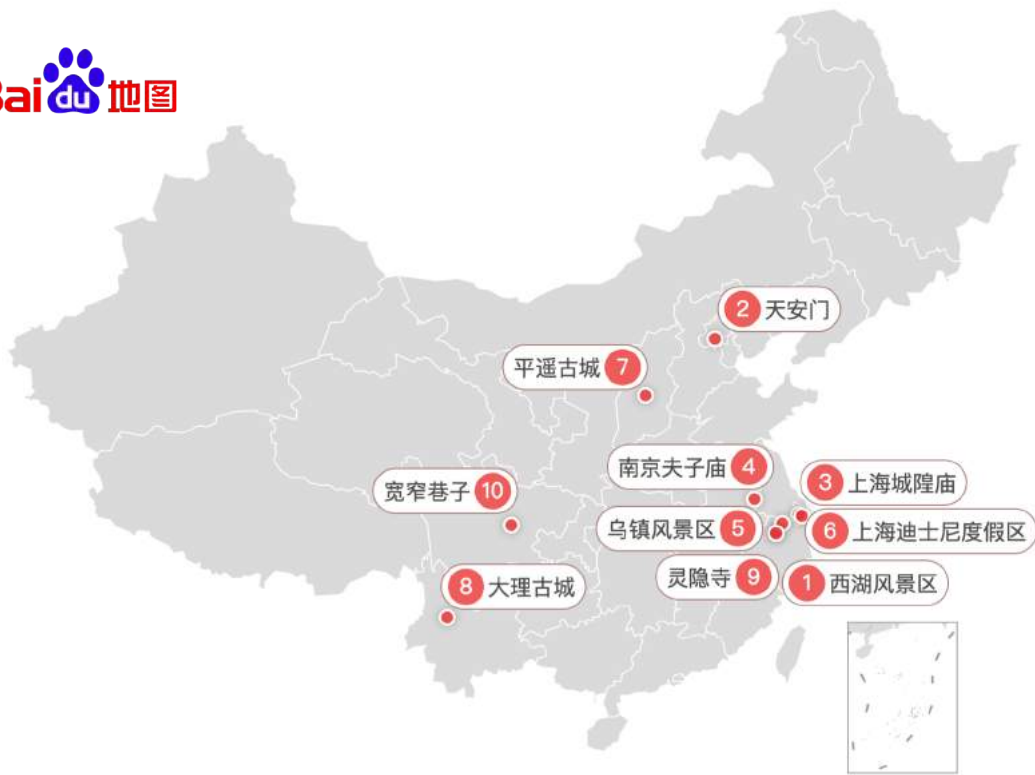 Baidu地图
2 天安门
平遥古城 7
南京夫子庙 4
3 上海城隍庙
宽窄巷子 10
乌镇风景区 5
6 上海迪士尼度假区
灵隐寺 9
1 西湖风景区
8 大理古城